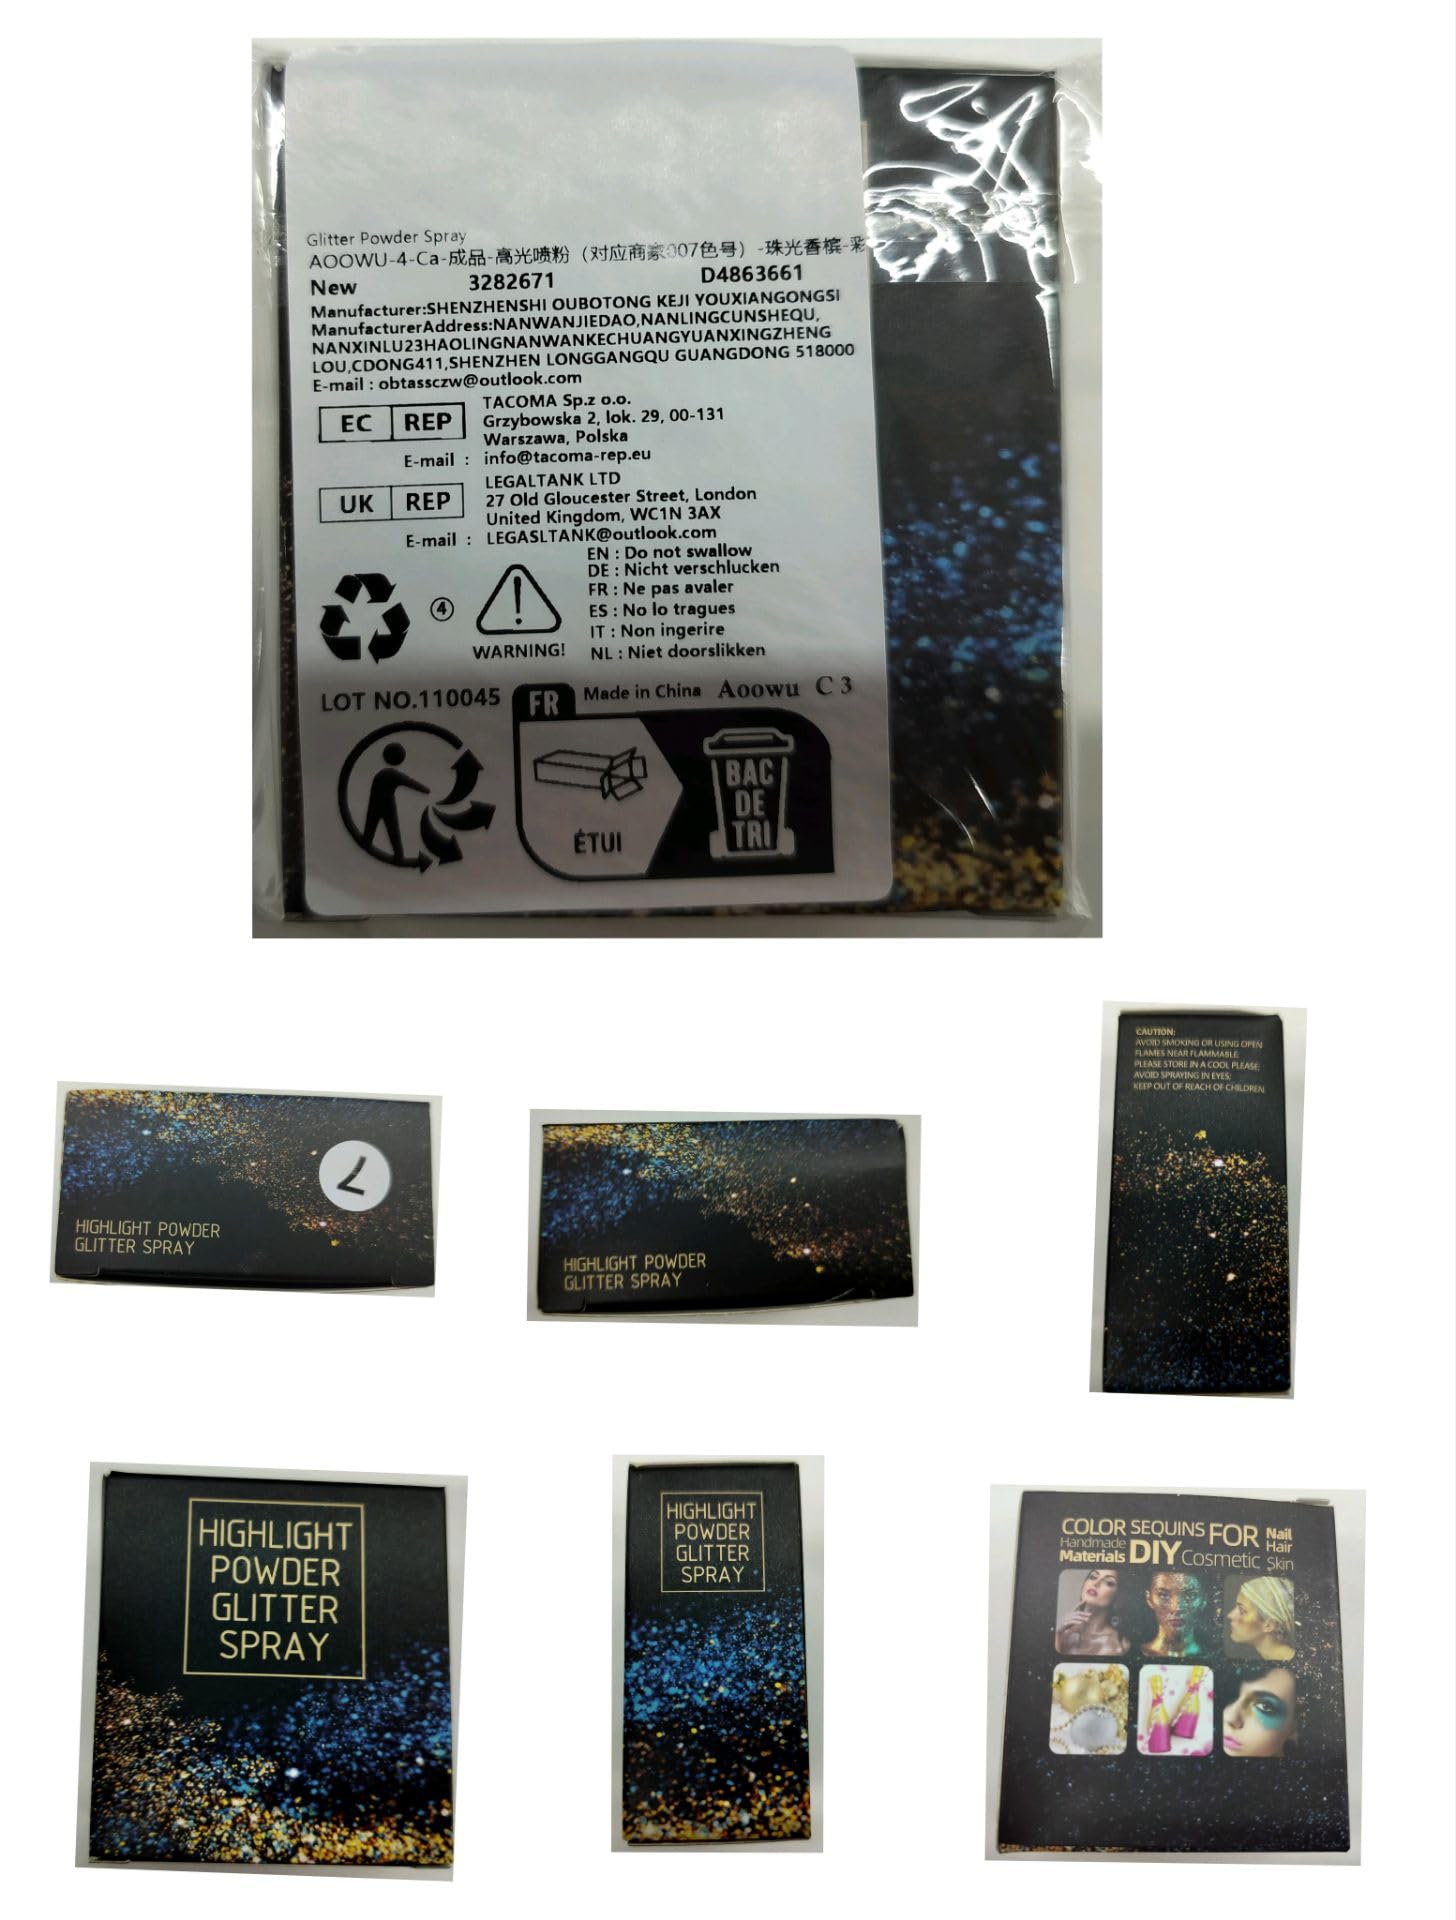 Glitter Powder Spray
AOOWU-4-Ca-成品-高光喷粉（对应商家007色号）-珠光香槟-彩
New 3282671 D4863661
Manufacturer:SHENZHENSHI OUBOTONG KEJI YOUXIANGONGSI
ManufacturerAddress:NANWANJIEDAO,NANLINGCUNSHEQU,
NANXINLU23HAOLINGNANWANKECHUANGYUANXINGZHENG
LOU,CDONG411,SHENZHEN LONGGANGQU GUANGDONG 518000
E-mail : obtassczw@outlook.com
EC REP
TACOMA Sp.z o.o.
Grzybowska 2, lok. 29, 00-131
Warszawa, Polska
E-mail : info@tacoma-rep.eu
UK REP
LEGALTANK LTD
27 Old Gloucester Street, London
United Kingdom, WC1N 3AX
E-mail : LEGASLTANK@outlook.com
EN : Do not swallow
DE : Nicht verschlucken
FR : Ne pas avaler
ES : No lo tragues
IT : Non ingerire
NL : Niet doorslikken
4
WARNING!
LOT NO.110045
FR
Made in China Aoowu C 3
ÉTUI
BAC
DE
TRI
7
HIGHLIGHT POWDER
GLITTER SPRAY
HIGHLIGHT POWDER
GLITTER SPRAY
CAUTION:
AVOID SMOKING OR USING OPEN
FLAMES NEAR FLAMMABLE;
PLEASE STORE IN A COOL PLEASE;
AVOID SPRAYING IN EYES;
KEEP OUT OF REACH OF CHILDREN.
HIGHLIGHT
POWDER
GLITTER
SPRAY
HIGHLIGHT
POWDER
GLITTER
SPRAY
COLOR SEQUINS FOR Nail
Handmade DIY Cosmetic Hair
Materials Skin